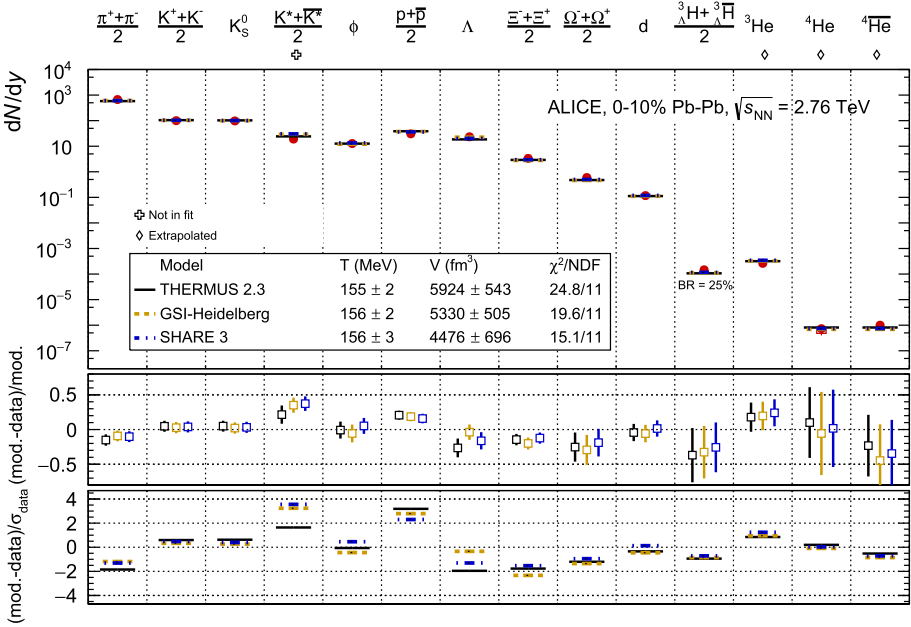 π⁺+π⁻/2 K⁺+K⁻/2 K⁰S K*+K̅*̅/2 ϕ p+p̅/2 Λ Ξ⁻+Ξ⁺/2 Ω⁻+Ω⁺/2 d ³ΛH+³ΛH̅/2 ³He ⁴He ⁴H̅e̅
dN/dy
10⁴
10³
10
10⁻¹
10⁻³
10⁻⁵
10⁻⁷
ALICE, 0-10% Pb-Pb, √sNN = 2.76 TeV
Not in fit
Extrapolated
BR = 25%
Model T (MeV) V (fm³) χ²/NDF
THERMUS 2.3 155 ± 2 5924 ± 543 24.8/11
GSI-Heidelberg 156 ± 2 5330 ± 505 19.6/11
SHARE 3 156 ± 3 4476 ± 696 15.1/11
(mod.-data)/mod.
0.5
0
−0.5
(mod.-data)/σdata
4
2
0
−2
−4